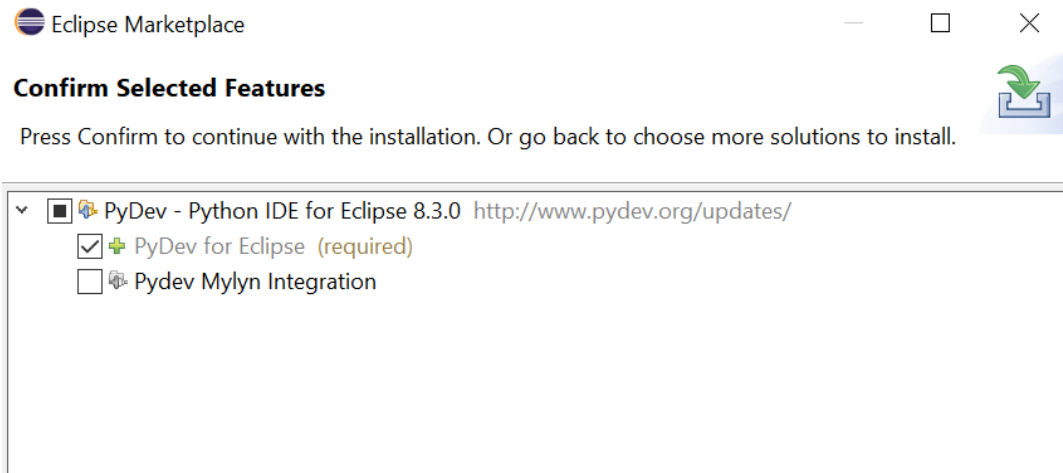 Eclipse Marketplace
Confirm Selected Features
Press Confirm to continue with the installation. Or go back to choose more solutions to install.
PyDev - Python IDE for Eclipse 8.3.0 http://www.pydev.org/updates/
PyDev for Eclipse (required)
Pydev Mylyn Integration